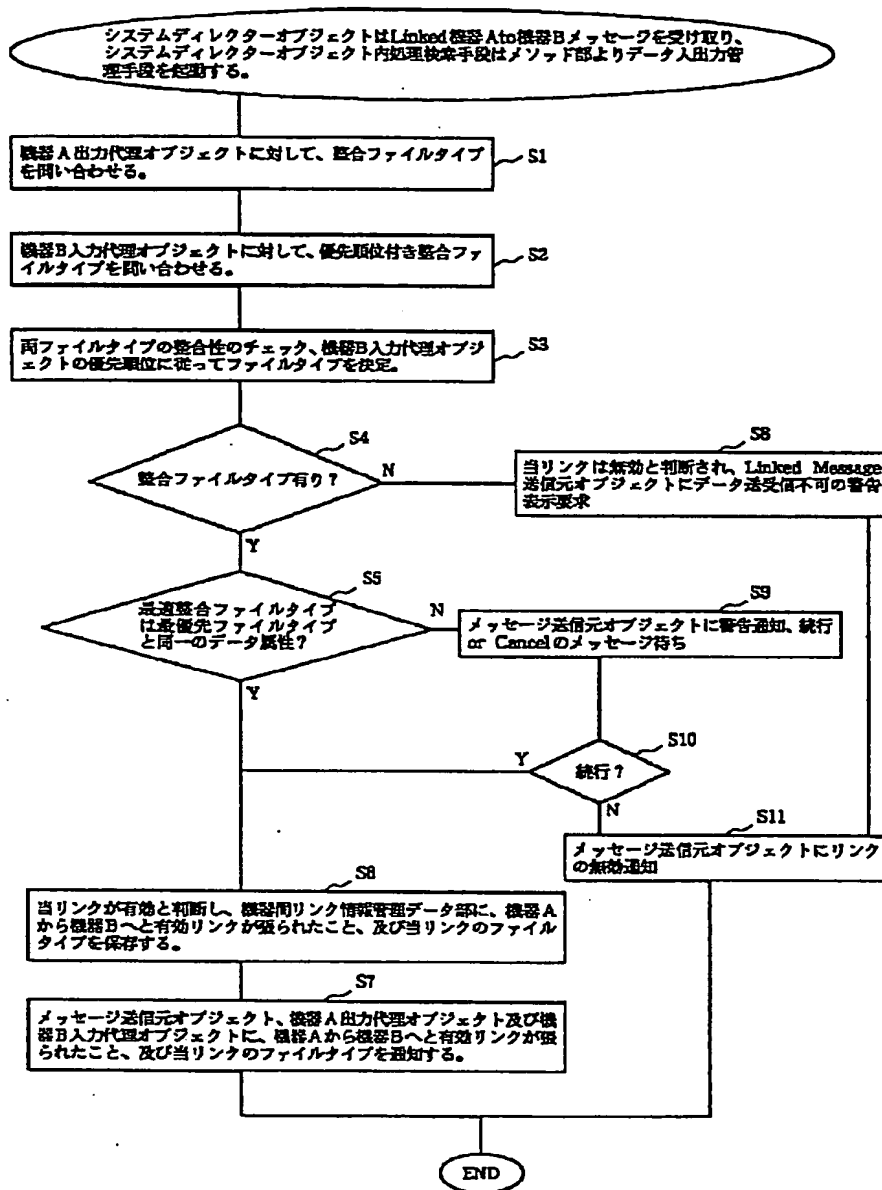 システムディレクターオブジェクトはLinked機器Ato機器Bメッセージを受け取り、
システムディレクターオブジェクト内処理検索手段はメソッド部よりデータ入出力管
理手段を起動する。
機器A出力代理オブジェクトに対して、整合ファイルタイプ
を問い合わせる。
S1
機器B入力代理オブジェクトに対して、優先順位付き整合ファ
イルタイプを問い合わせる。
S2
両ファイルタイプの整合性のチェック、機器B入力代理オブジ
ェクトの優先順位に従ってファイルタイプを決定。
S3
S4
整合ファイルタイプ有り？
N
Y
S8
当リンクは無効と判断され、Linked Message
送信元オブジェクトにデータ送受信不可の警告
表示要求
S5
最適整合ファイルタイプ
は最優先ファイルタイプ
と同一のデータ属性？
N
Y
S9
メッセージ送信元オブジェクトに警告通知、続行
or Cancelのメッセージ待ち
S10
続行？
Y
N
S11
メッセージ送信元オブジェクトにリンク
の無効通知
S6
当リンクが有効と判断し、機器間リンク情報管理データ部に、機器A
から機器Bへと有効リンクが張られたこと、及び当リンクのファイル
タイプを保存する。
S7
メッセージ送信元オブジェクト、機器A出力代理オブジェクト及び機
器B入力代理オブジェクトに、機器Aから機器Bへと有効リンクが張
られたこと、及び当リンクのファイルタイプを通知する。
END